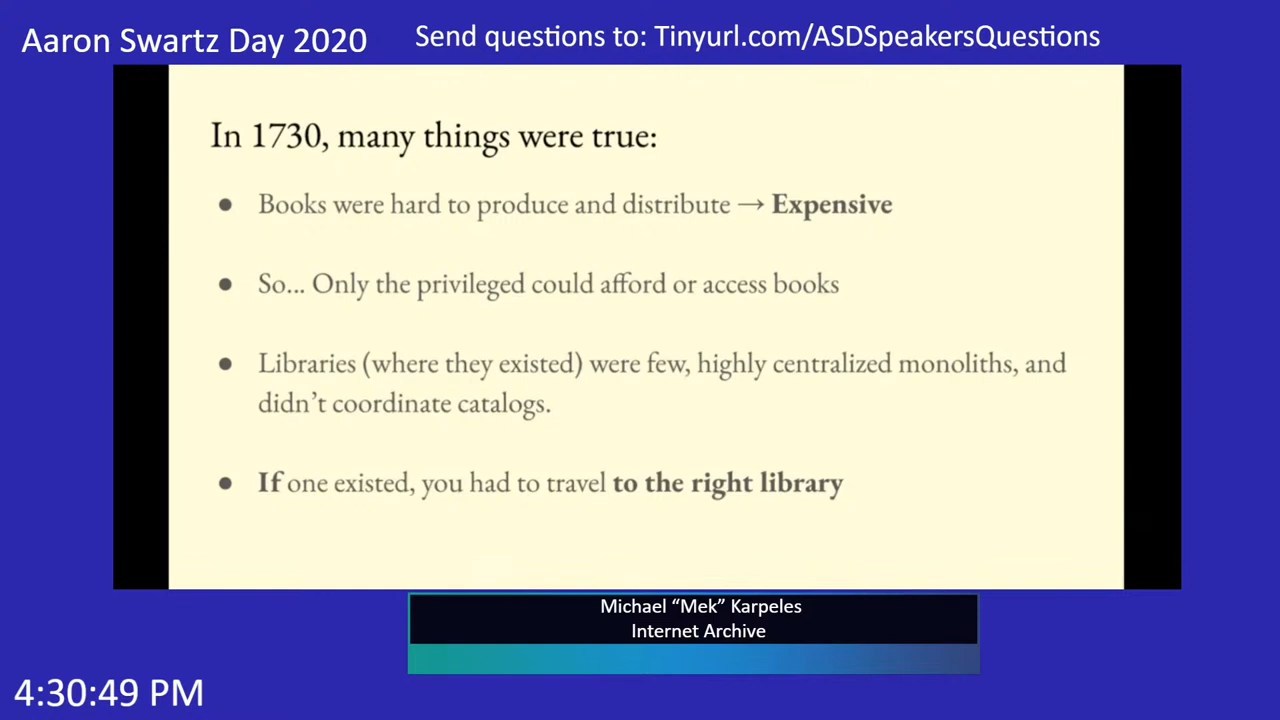 Aaron Swartz Day 2020
Send questions to: Tinyurl.com/ASDSpeakersQuestions
In 1730, many things were true:
● Books were hard to produce and distribute → Expensive
● So... Only the privileged could afford or access books
● Libraries (where they existed) were few, highly centralized monoliths, and
didn’t coordinate catalogs.
● If one existed, you had to travel to the right library
Michael “Mek” Karpeles
Internet Archive
4:30:49 PM